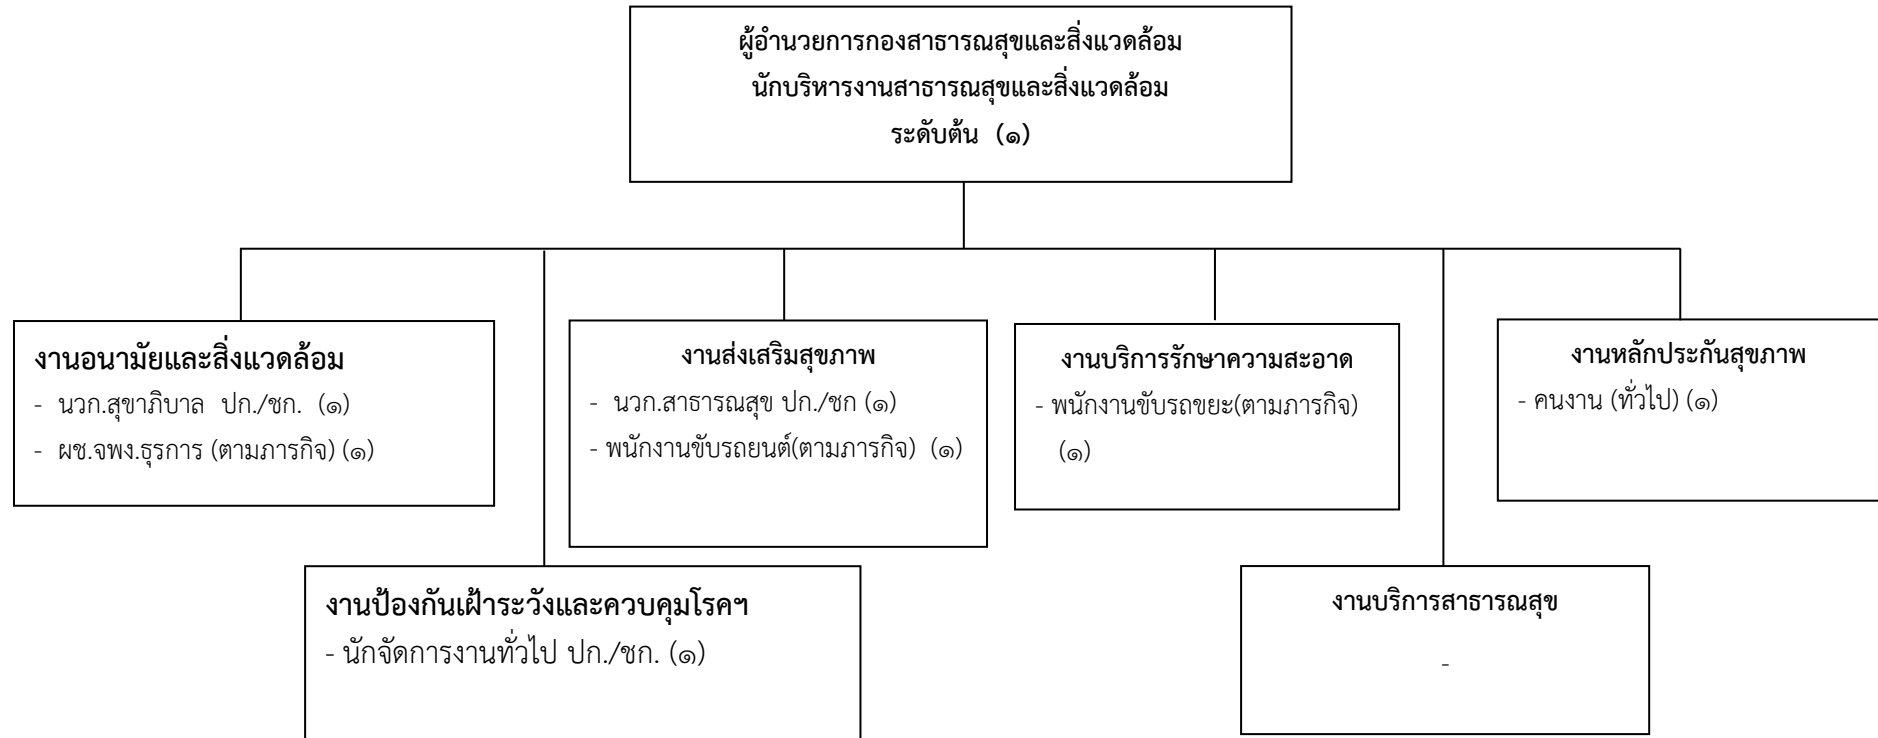 ผู้อำนวยการกองสาธารณสุขและสิ่งแวดล้อม
นักบริหารงานสาธารณสุขและสิ่งแวดล้อม
ระดับต้น (๑)
งานอนามัยและสิ่งแวดล้อม
- นวก.สุขาภิบาล ปก./ชก. (๑)
- ผช.จพง.ธุรการ (ตามภารกิจ) (๑)
งานส่งเสริมสุขภาพ
- นวก.สาธารณสุข ปก./ชก (๑)
- พนักงานขับรถยนต์(ตามภารกิจ) (๑)
งานบริการรักษาความสะอาด
- พนักงานขับรถขยะ(ตามภารกิจ)
(๑)
งานหลักประกันสุขภาพ
- คนงาน (ทั่วไป) (๑)
งานป้องกันเฝ้าระวังและควบคุมโรคฯ
- นักจัดการงานทั่วไป ปก./ชก. (๑)
งานบริการสาธารณสุข
-